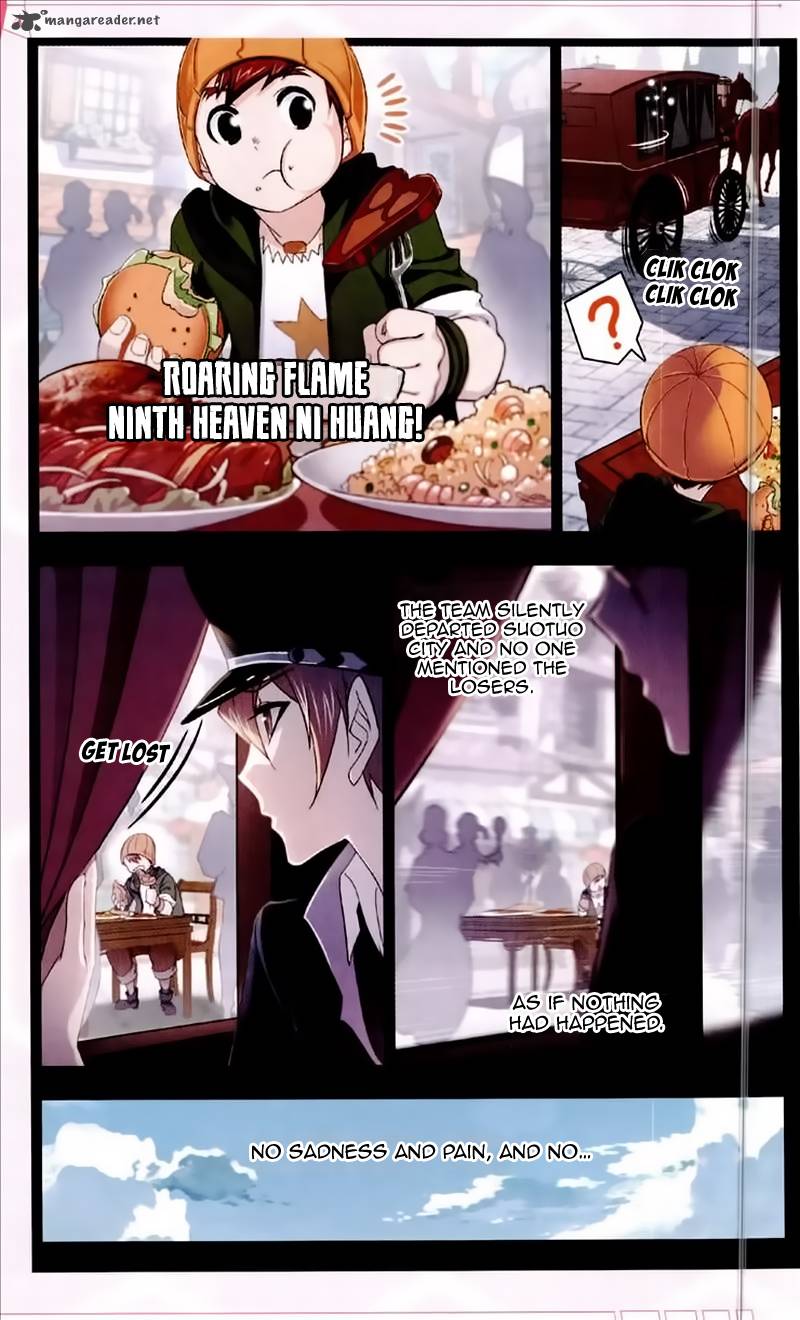 mangareader.net
ROARING FLAME
NINTH HEAVEN NI HUANG!
CLIK CLOK
CLIK CLOK
?
GET LOST
THE TEAM SILENTLY
DEPARTED SUOTUO
CITY AND NO ONE
MENTIONED THE
LOSERS.
AS IF NOTHING
HAD HAPPENED.
NO SADNESS AND PAIN, AND NO...